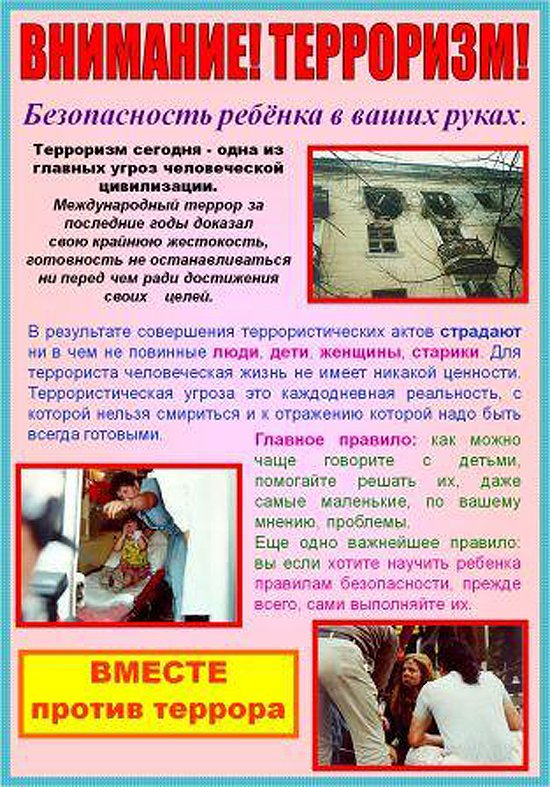 ВНИМАНИЕ! ТЕРРОРИЗМ!
Безопасность ребёнка в ваших руках.
Терроризм сегодня - одна из
главных угроз человеческой
цивилизации.
Международный террор за
последние годы доказал
свою крайнюю жестокость,
готовность не останавливаться
ни перед чем ради достижения
своих целей.
В результате совершения террористических актов страдают
ни в чем не повинные люди, дети, женщины, старики. Для
террориста человеческая жизнь не имеет никакой ценности.
Террористическая угроза это каждодневная реальность, с
которой нельзя смириться и к отражению которой надо быть
всегда готовыми.
Главное правило: как можно
чаще говорите с детьми,
помогайте решать их, даже
самые маленькие, по вашему
мнению, проблемы.
Еще одно важнейшее правило:
вы если хотите научить ребенка
правилам безопасности, прежде
всего, сами выполняйте их.
ВМЕСТЕ
против террора